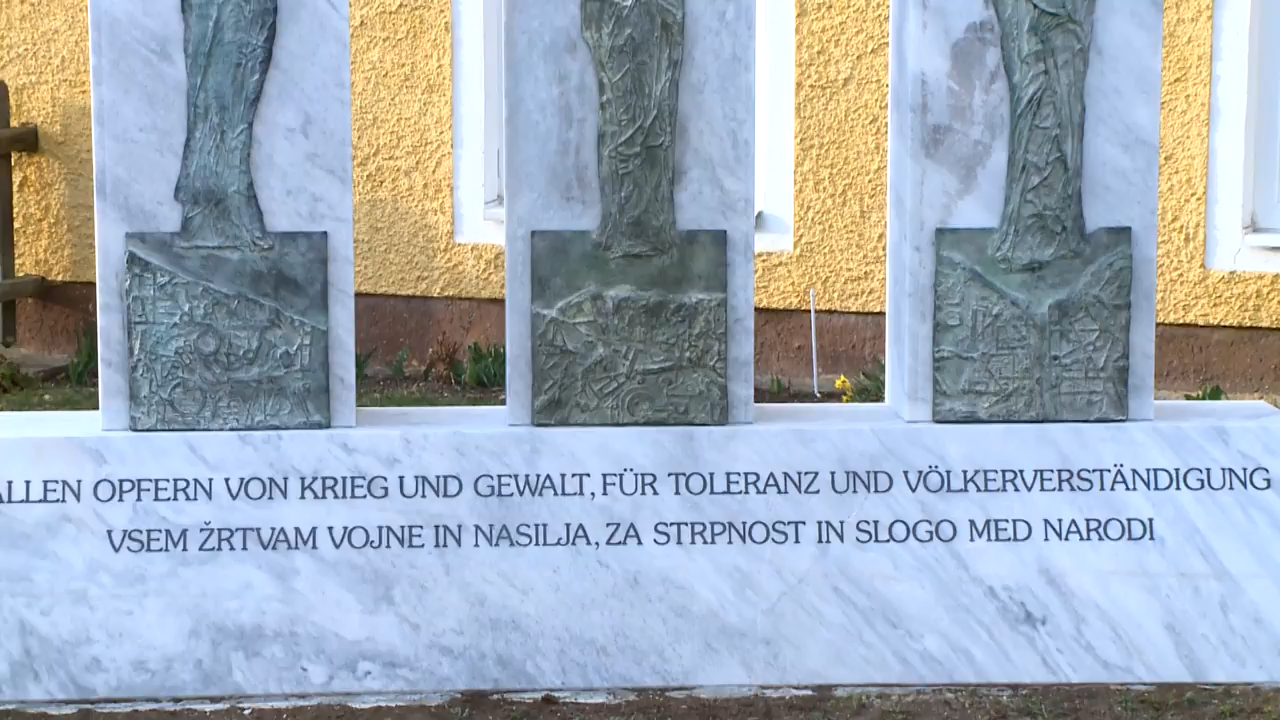 ALLEN OPFERN VON KRIEG UND GEWALT, FÜR TOLERANZ UND VÖLKERVERSTÄNDIGUNG
VSEM ŽRTVAM VOJNE IN NASILJA, ZA STRPNOST IN SLOGO MED NARODI